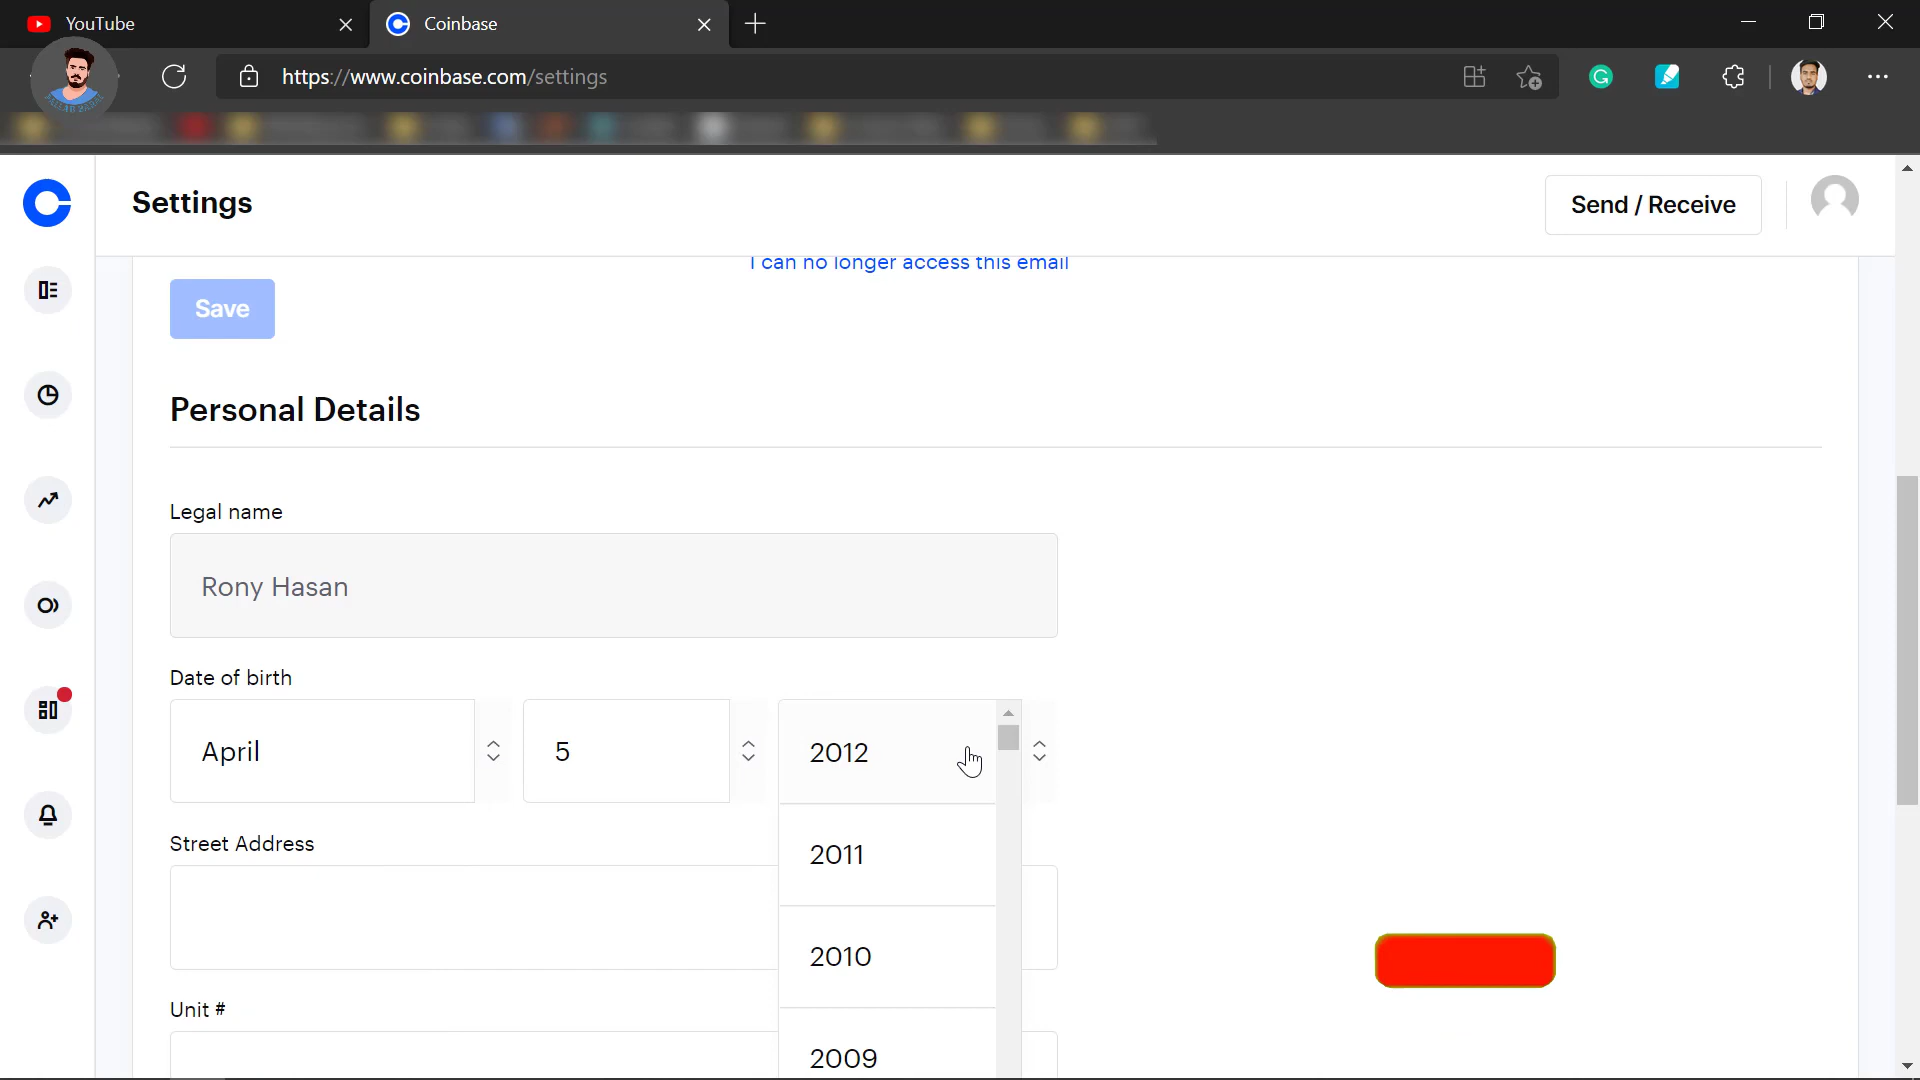 YouTube
Coinbase
https://www.coinbase.com/settings
Settings
Send / Receive
I can no longer access this email
Save
Personal Details
Legal name
Rony Hasan
Date of birth
April
5
2012
2011
2010
2009
Street Address
Unit #